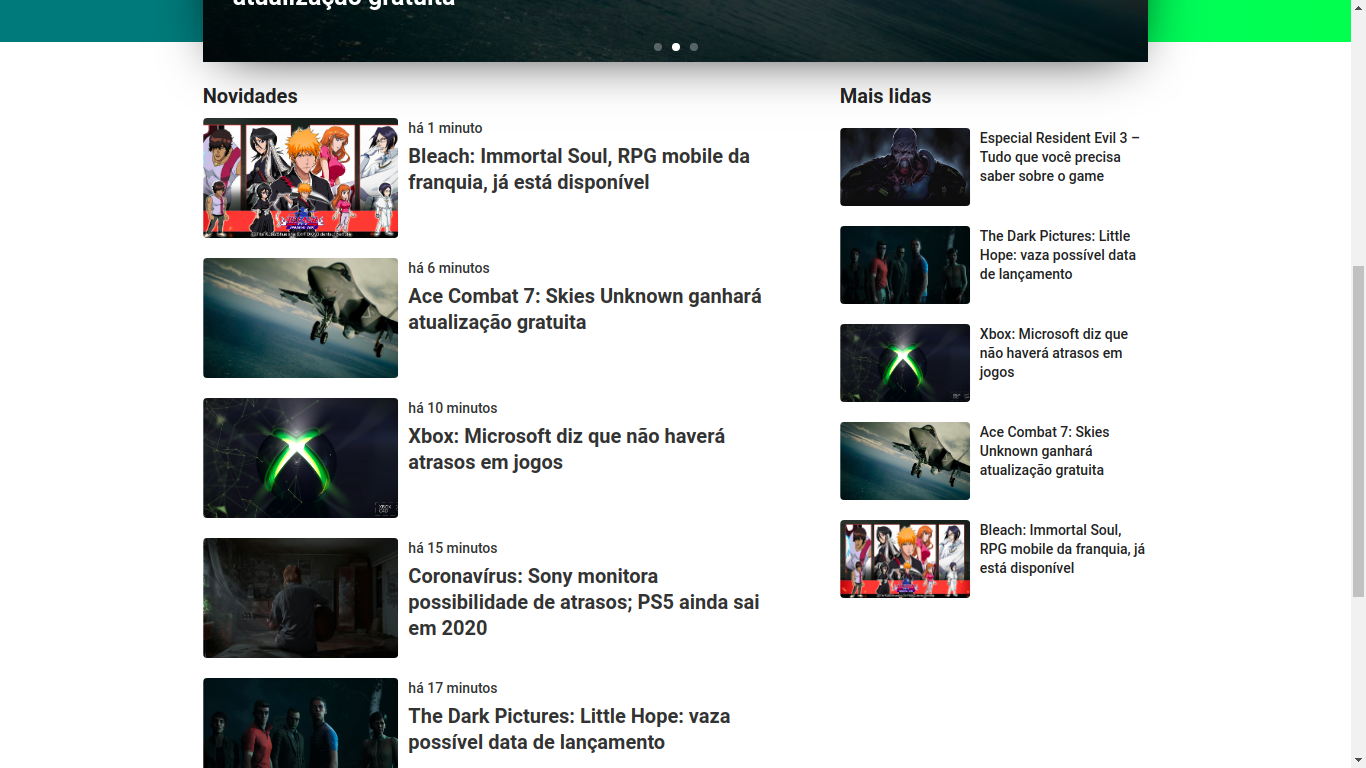 atualização gratuita
Novidades
há 1 minuto
Bleach: Immortal Soul, RPG mobile da
franquia, já está disponível
há 6 minutos
Ace Combat 7: Skies Unknown ganhará
atualização gratuita
há 10 minutos
Xbox: Microsoft diz que não haverá
atrasos em jogos
há 15 minutos
Coronavírus: Sony monitora
possibilidade de atrasos; PS5 ainda sai
em 2020
há 17 minutos
The Dark Pictures: Little Hope: vaza
possível data de lançamento
Mais lidas
Especial Resident Evil 3 –
Tudo que você precisa
saber sobre o game
The Dark Pictures: Little
Hope: vaza possível data
de lançamento
Xbox: Microsoft diz que
não haverá atrasos em
jogos
Ace Combat 7: Skies
Unknown ganhará
atualização gratuita
Bleach: Immortal Soul,
RPG mobile da franquia, já
está disponível